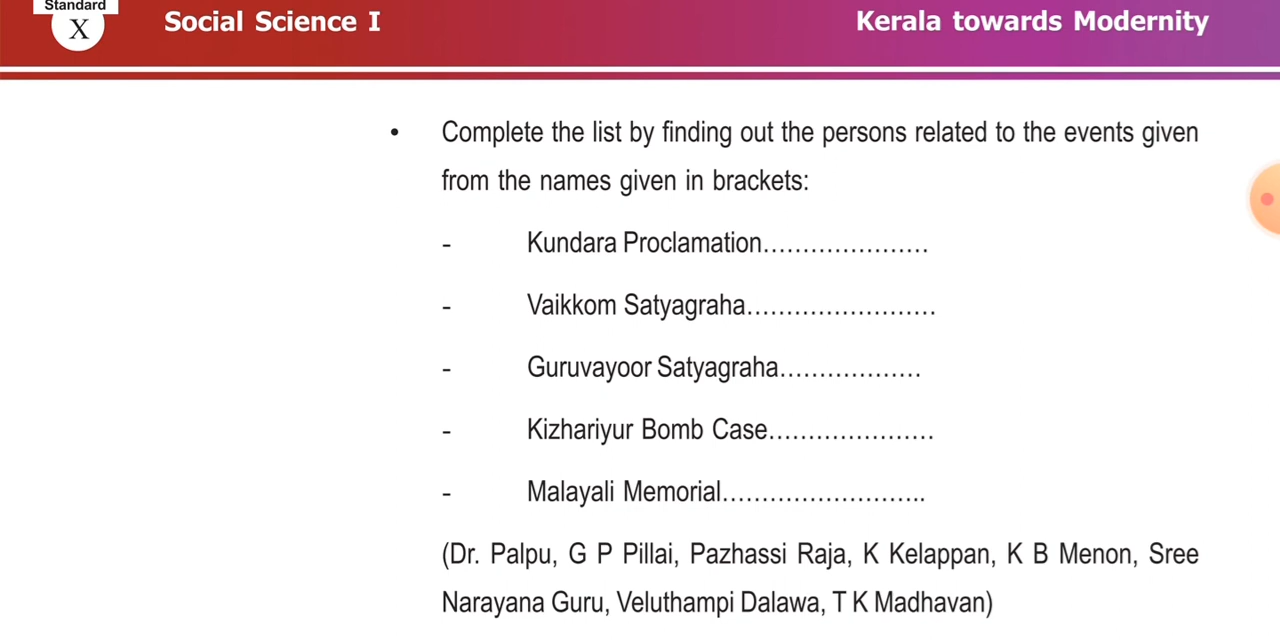 Standard
X
Social Science I
Kerala towards Modernity
• Complete the list by finding out the persons related to the events given
from the names given in brackets:
- Kundara Proclamation.....................
- Vaikkom Satyagraha........................
- Guruvayoor Satyagraha..................
- Kizhariyur Bomb Case.....................
- Malayali Memorial..........................
(Dr. Palpu, G P Pillai, Pazhassi Raja, K Kelappan, K B Menon, Sree
Narayana Guru, Veluthampi Dalawa, T K Madhavan)